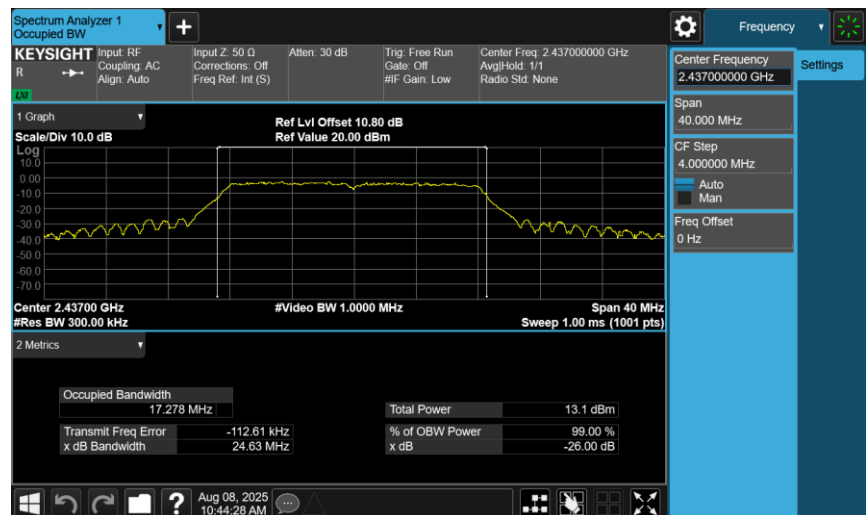 Spectrum Analyzer 1
Occupied BW
+
Frequency
KEYSIGHT
R
LXI
Input: RF
Coupling: AC
Align: Auto
Input Z: 50 Ω
Corrections: Off
Freq Ref: Int (S)
Atten: 30 dB
Trig: Free Run
Gate: Off
#IF Gain: Low
Center Freq: 2.437000000 GHz
Avg|Hold: 1/1
Radio Std: None
Center Frequency
2.437000000 GHz
Settings
Span
40.000 MHz
CF Step
4.000000 MHz
Auto
Man
Freq Offset
0 Hz
1 Graph
Scale/Div 10.0 dB
Ref Lvl Offset 10.80 dB
Ref Value 20.00 dBm
Log
10.0
0.00
-10.0
-20.0
-30.0
-40.0
-50.0
-60.0
-70.0
Center 2.43700 GHz
#Video BW 1.0000 MHz
Span 40 MHz
#Res BW 300.00 kHz
Sweep 1.00 ms (1001 pts)
2 Metrics
Occupied Bandwidth
17.278 MHz
Total Power 13.1 dBm
Transmit Freq Error -112.61 kHz
% of OBW Power 99.00 %
x dB Bandwidth 24.63 MHz
x dB -26.00 dB
?
Aug 08, 2025
10:44:28 AM